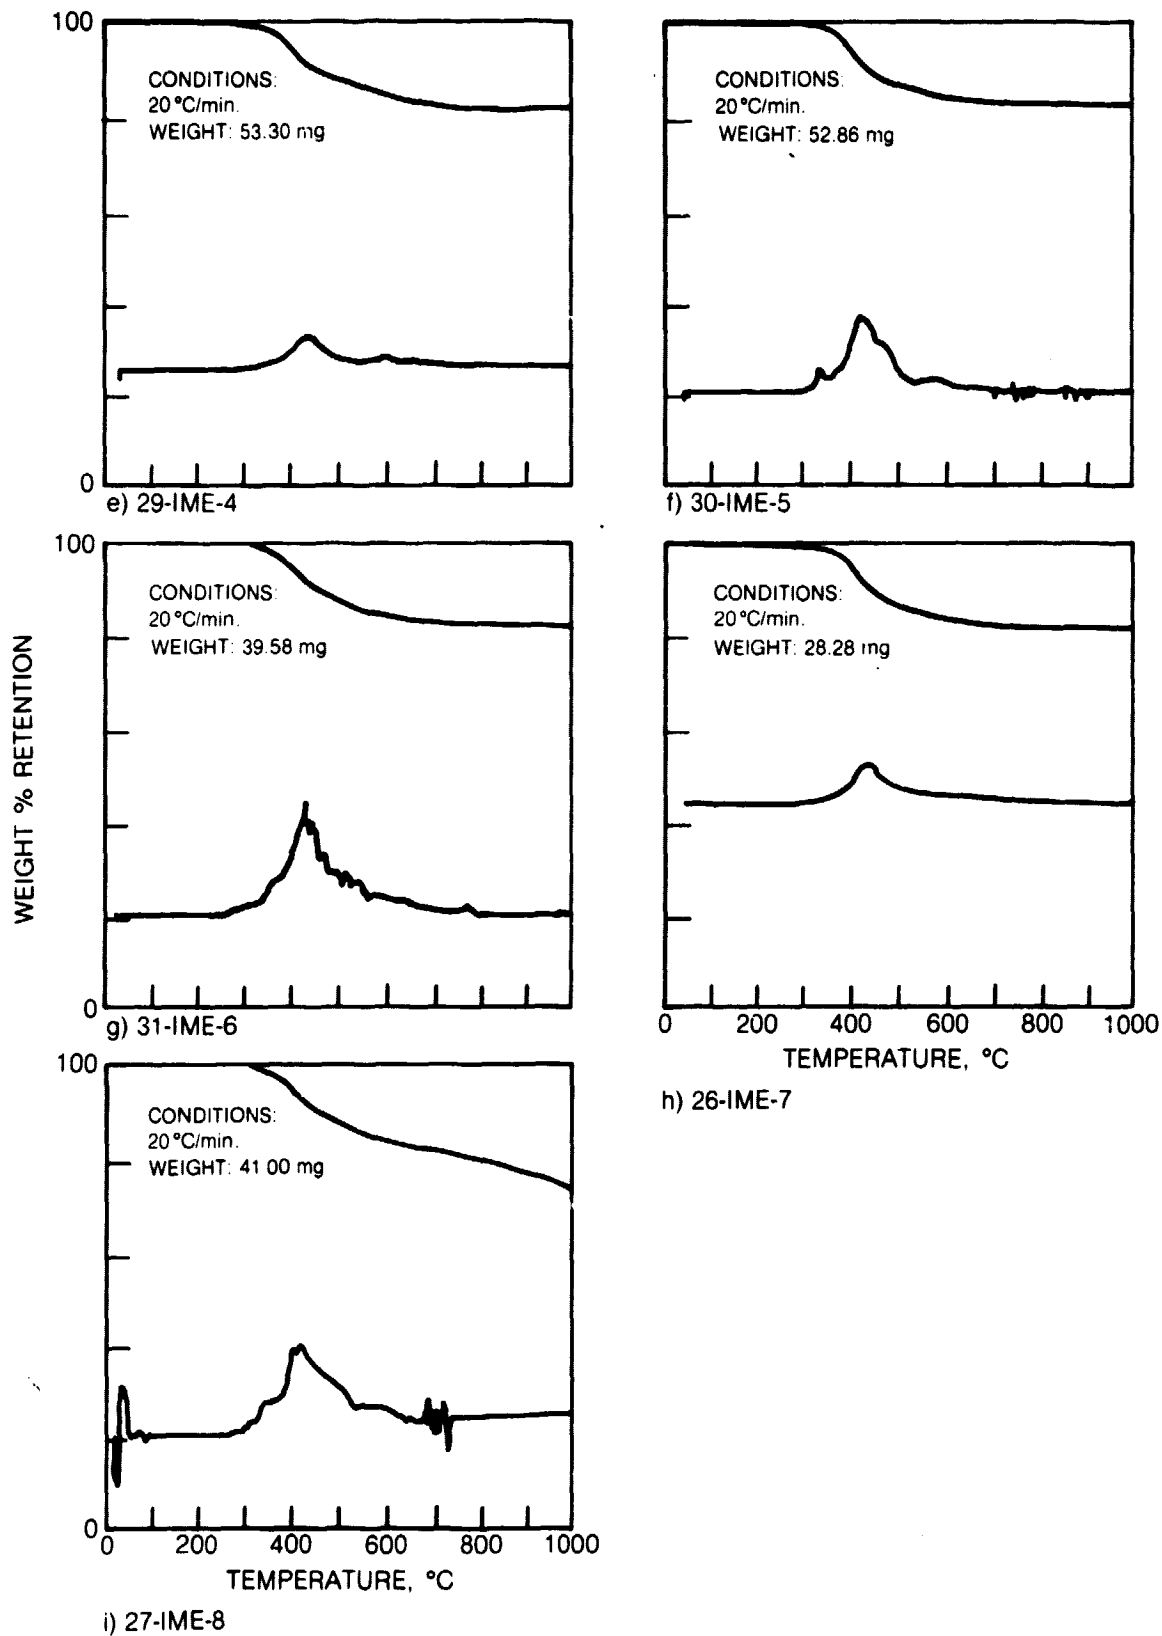 100
CONDITIONS:
20 °C/min.
WEIGHT: 53.30 mg
0
e) 29-IME-4
CONDITIONS:
20 °C/min.
WEIGHT: 52.86 mg
f) 30-IME-5
WEIGHT % RETENTION
100
CONDITIONS:
20 °C/min.
WEIGHT: 39.58 mg
0
g) 31-IME-6
CONDITIONS:
20 °C/min.
WEIGHT: 28.28 mg
0 200 400 600 800 1000
TEMPERATURE, °C
h) 26-IME-7
100
CONDITIONS:
20 °C/min.
WEIGHT: 41 00 mg
0
0 200 400 600 800 1000
TEMPERATURE, °C
i) 27-IME-8